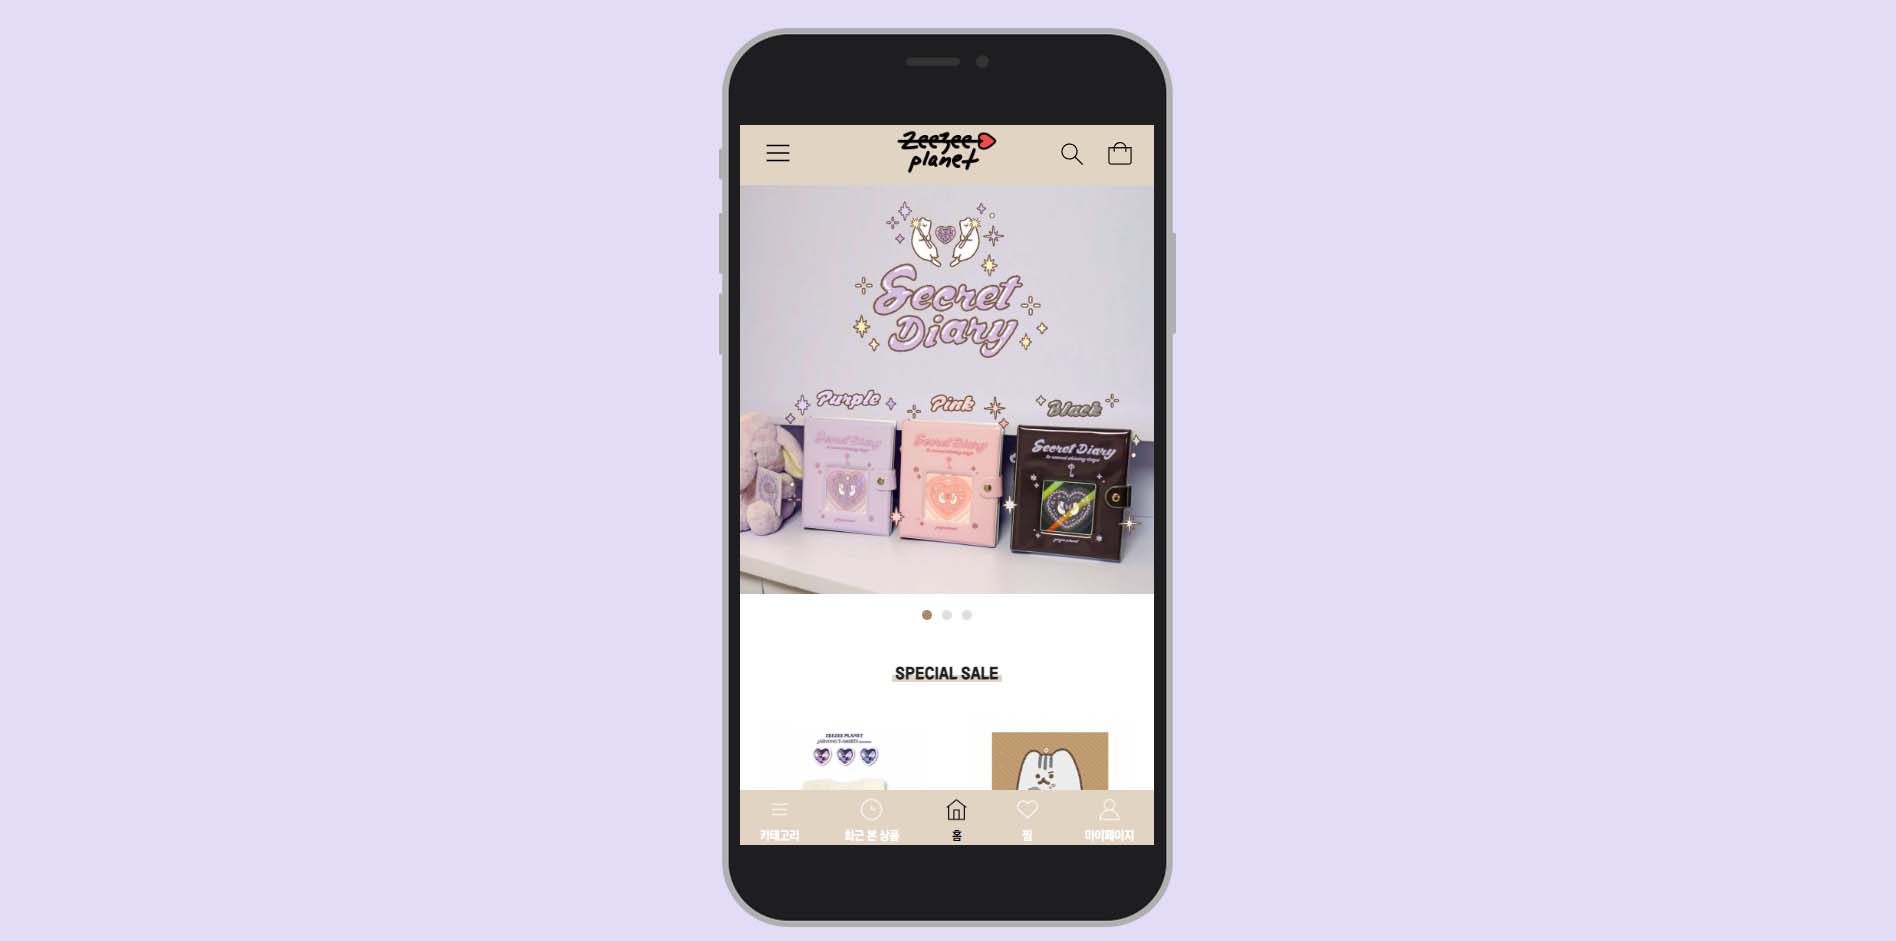 zeezee
planet
Secret
Diary
Purple
Pink
Black
Secret Diary
Secret Diary
Secret Diary
SPECIAL SALE
ZEEZEE PLANET
카테고리
최근 본 상품
홈
찜
마이페이지